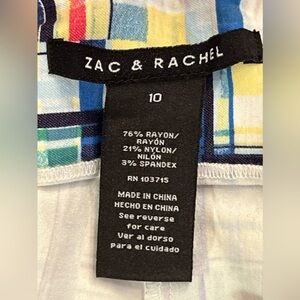 ZAC & RACHEL
10
76% RAYON/
RAYÓN
21% NYLON/
NILÓN
3% SPANDEX
RN 103715
MADE IN CHINA
HECHO EN CHINA
See reverse
for care
Ver al dorso
para el cuidado